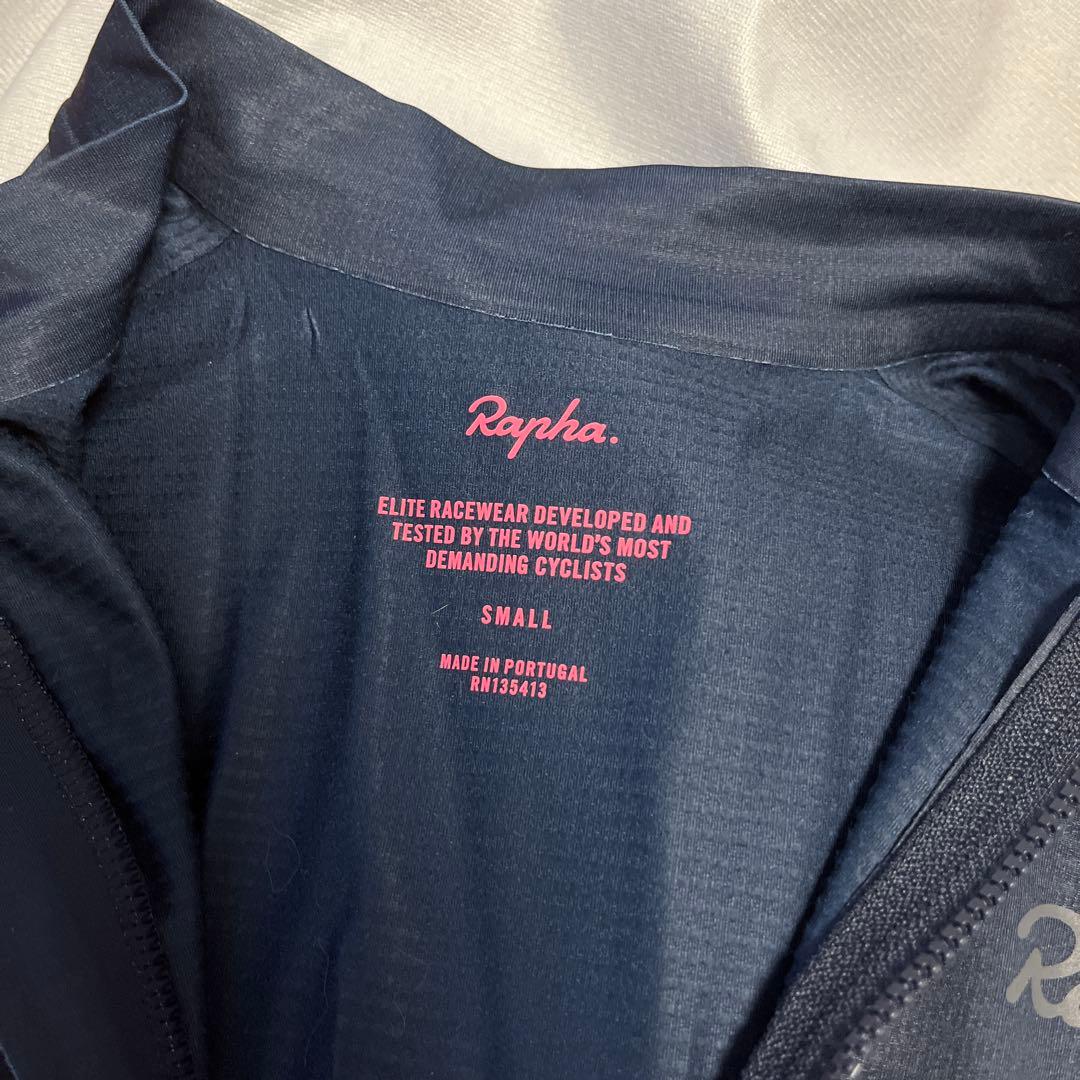 Rapha.
ELITE RACEWEAR DEVELOPED AND
TESTED BY THE WORLD'S MOST
DEMANDING CYCLISTS
SMALL
MADE IN PORTUGAL
RN135413